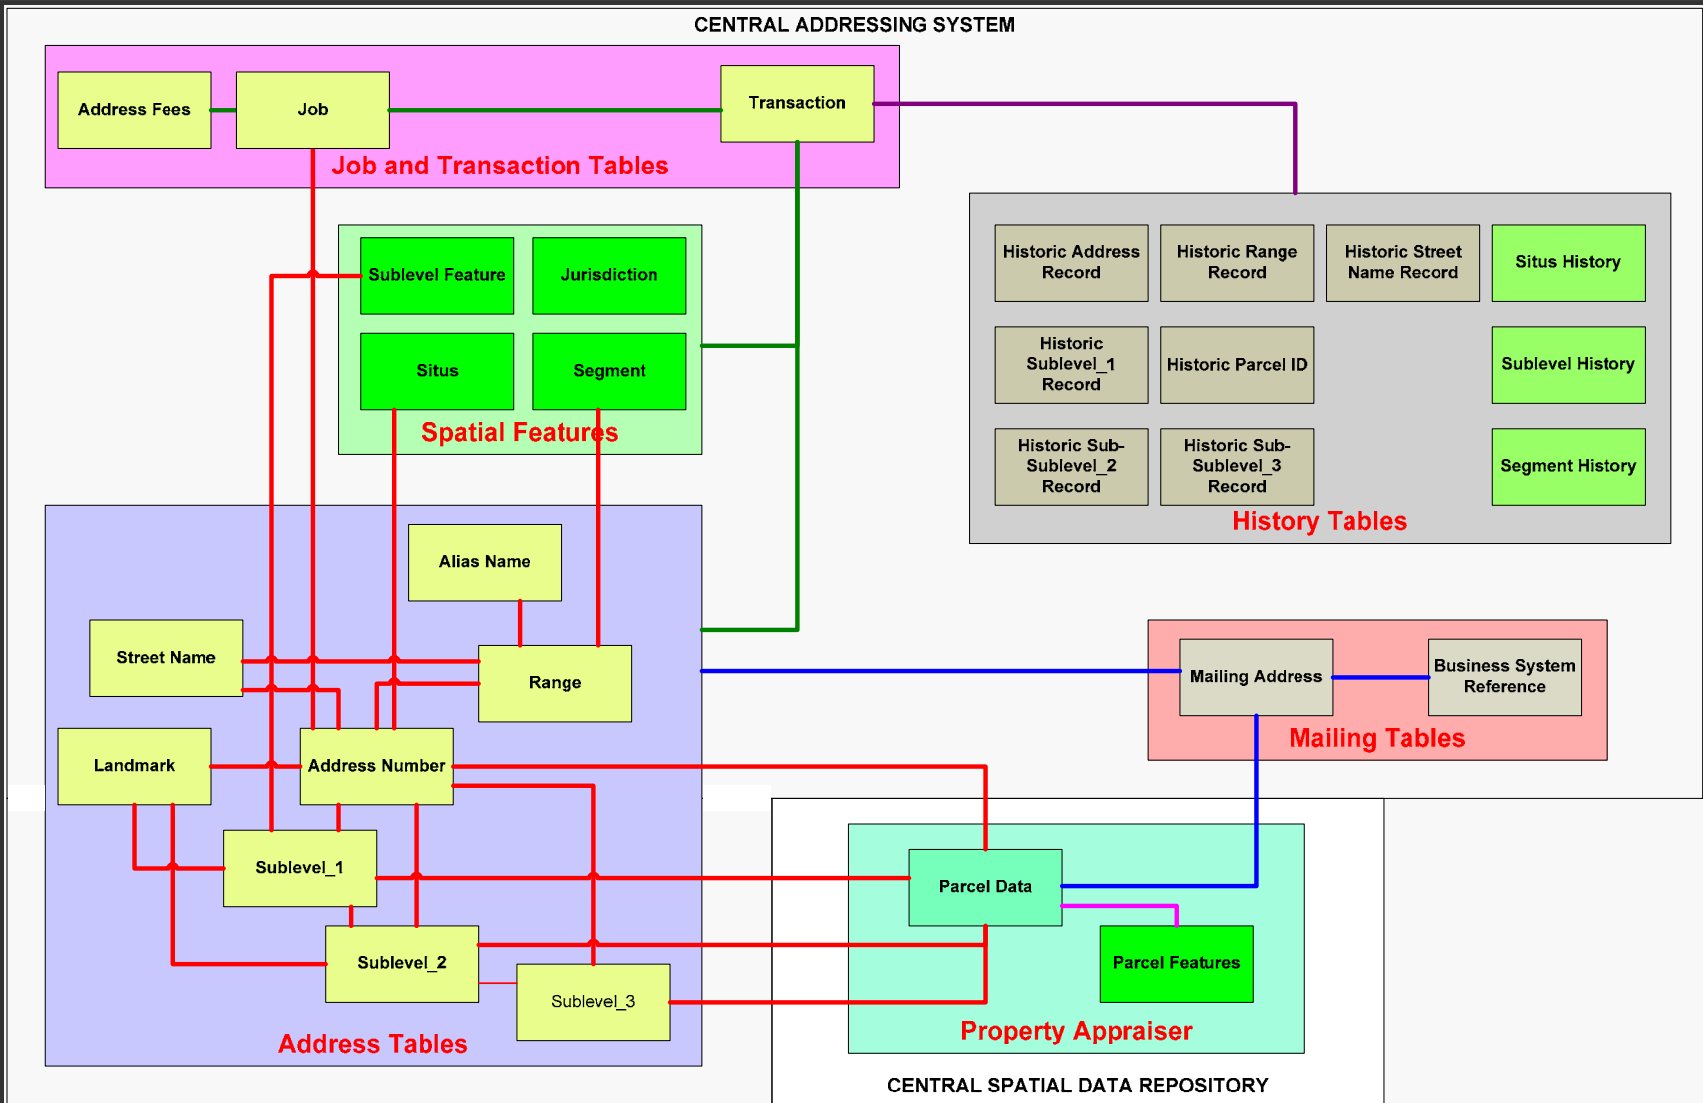 CENTRAL ADDRESSING SYSTEM
Address Fees
Job
Transaction
Job and Transaction Tables
Sublevel Feature
Jurisdiction
Situs
Segment
Spatial Features
Historic Address
Record
Historic Range
Record
Historic Street
Name Record
Situs History
Historic
Sublevel_1
Record
Historic Parcel ID
Sublevel History
Historic Sub-
Sublevel_2
Record
Historic Sub-
Sublevel_3
Record
Segment History
History Tables
Alias Name
Street Name
Range
Landmark
Address Number
Sublevel_1
Sublevel_2
Sublevel_3
Address Tables
Mailing Address
Business System
Reference
Mailing Tables
Parcel Data
Parcel Features
Property Appraiser
CENTRAL SPATIAL DATA REPOSITORY